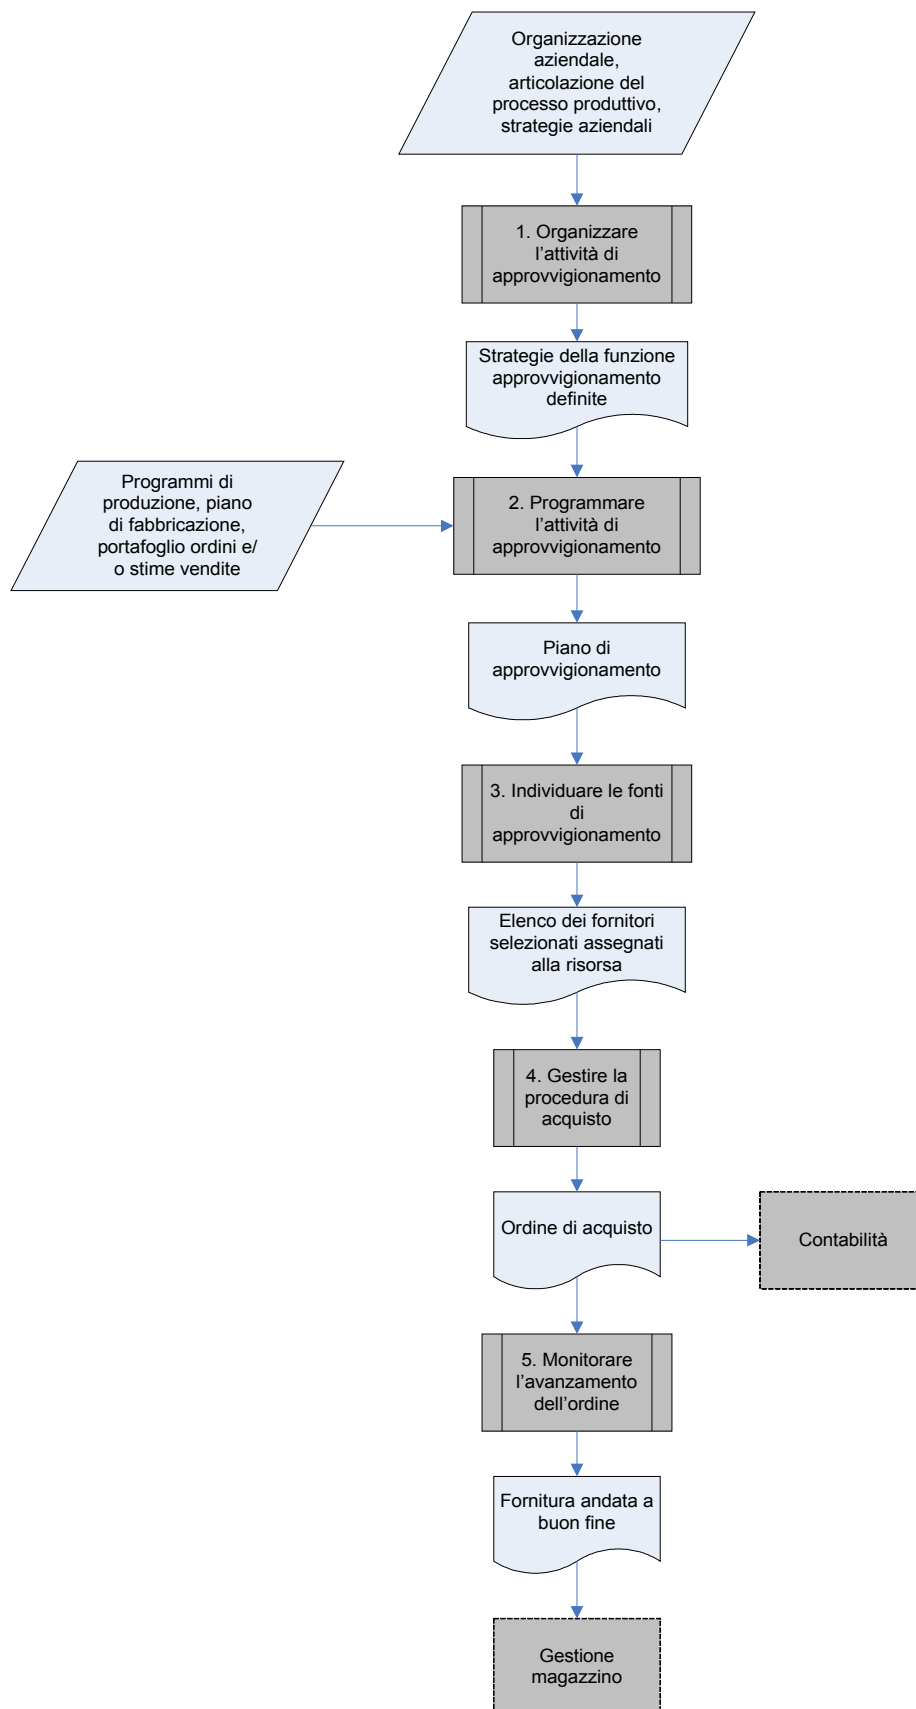 Organizzazione
aziendale,
articolazione del
processo produttivo,
strategie aziendali
1. Organizzare
l'attività di
approvvigionamento
Strategie della funzione
approvvigionamento
definite
Programmi di
produzione, piano
di fabbricazione,
portafoglio ordini e/
o stime vendite
2. Programmare
l'attività di
approvvigionamento
Piano di
approvvigionamento
3. Individuare le fonti
di
approvvigionamento
Elenco dei fornitori
selezionati assegnati
alla risorsa
4. Gestire la
procedura di
acquisto
Ordine di acquisto
Contabilità
5. Monitorare
l'avanzamento
dell'ordine
Fornitura andata a
buon fine
Gestione
magazzino